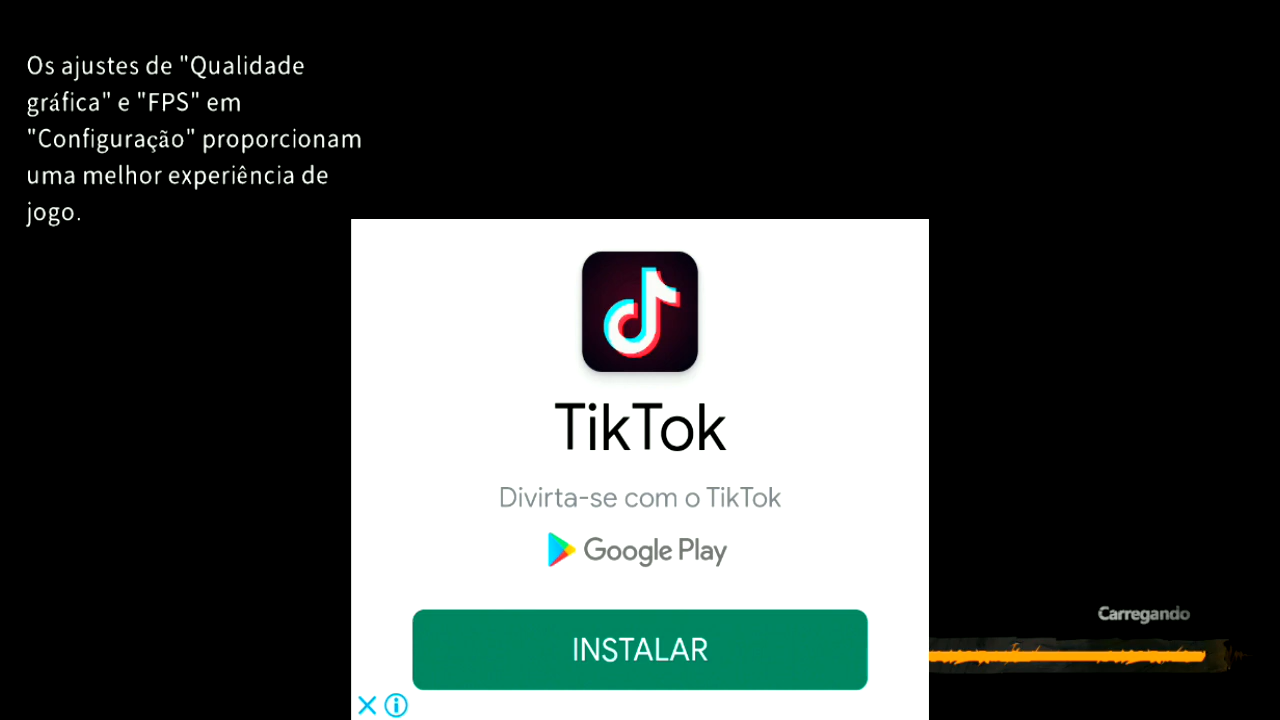 Os ajustes de "Qualidade
gráfica" e "FPS" em
"Configuração" proporcionam
uma melhor experiência de
jogo.
TikTok
Divirta-se com o TikTok
Google Play
INSTALAR
Carregando